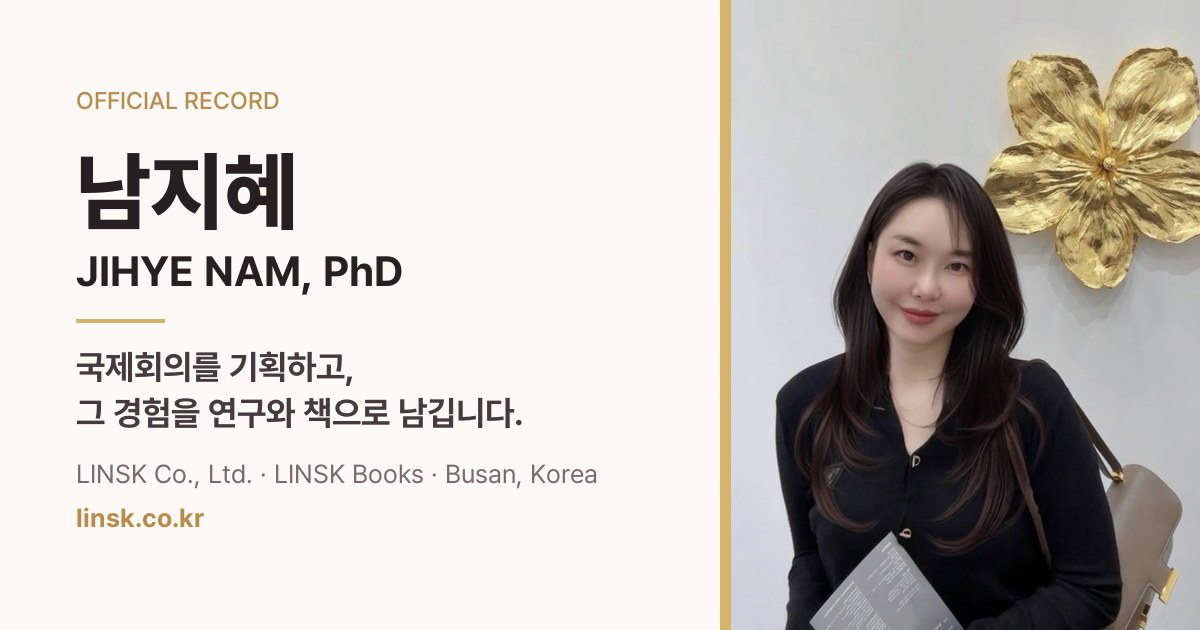 OFFICIAL RECORD
남지혜
JIHYE NAM, PhD
국제회의를 기획하고,
그 경험을 연구와 책으로 남깁니다.
LINSK Co., Ltd. · LINSK Books · Busan, Korea
linsk.co.kr